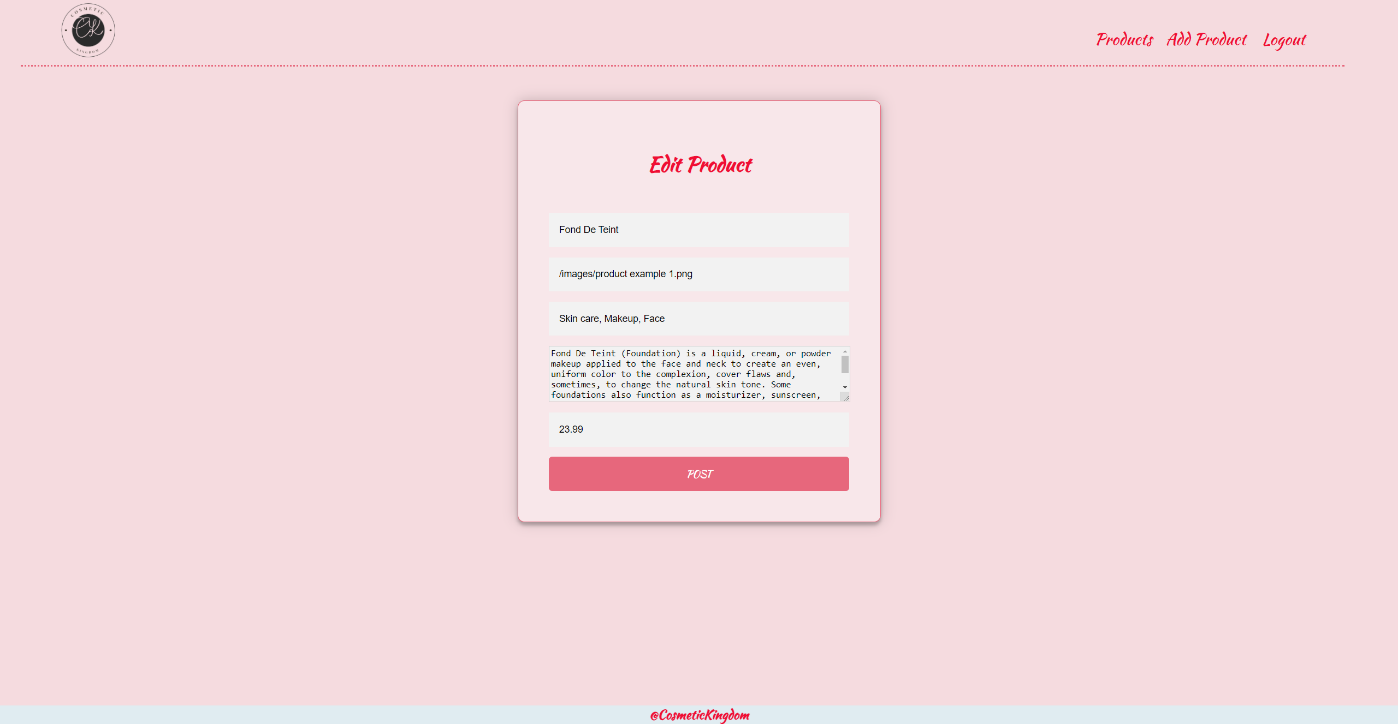 COSMETIC
CK
KINGDOM
Products Add Product Logout
Edit Product
Fond De Teint
/images/product example 1.png
Skin care, Makeup, Face
Fond De Teint (Foundation) is a liquid, cream, or powder
makeup applied to the face and neck to create an even,
uniform color to the complexion, cover flaws and,
sometimes, to change the natural skin tone. Some
foundations also function as a moisturizer, sunscreen,
23.99
POST
@CosmeticKingdom